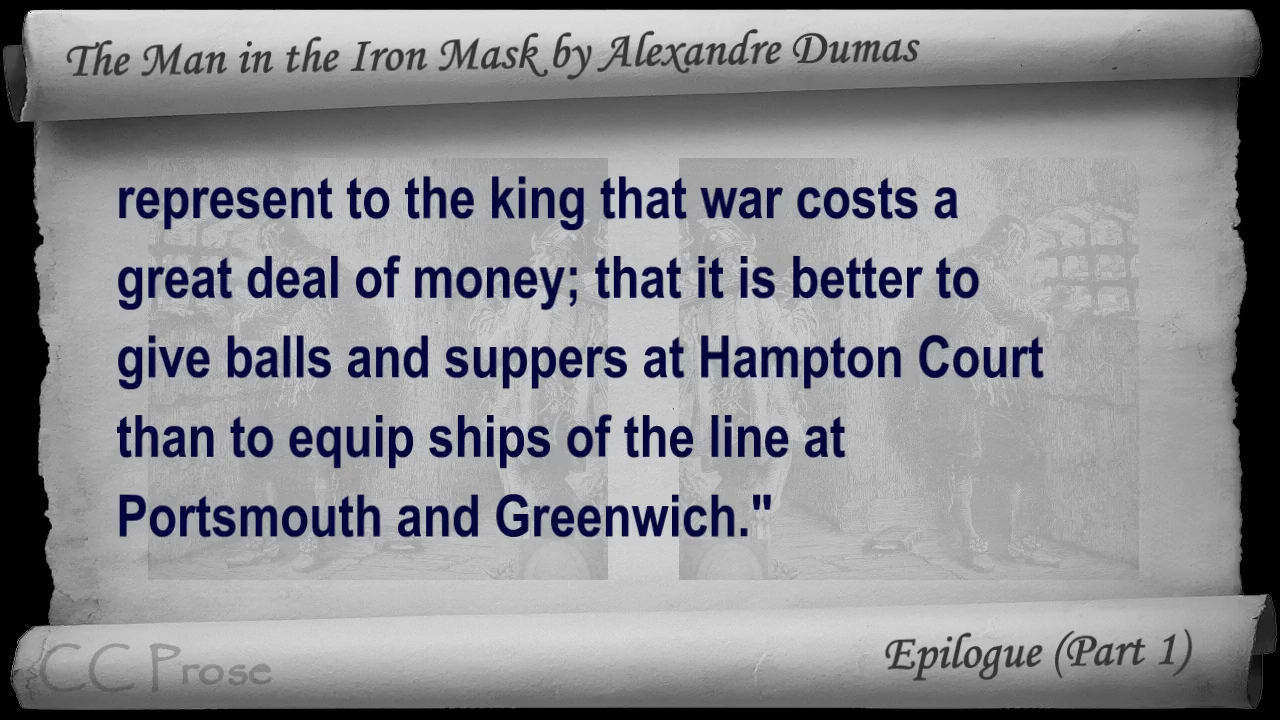 The Man in the Iron Mask by Alexandre Dumas
represent to the king that war costs a
great deal of money; that it is better to
give balls and suppers at Hampton Court
than to equip ships of the line at
Portsmouth and Greenwich."
CC Prose
Epilogue (Part 1)